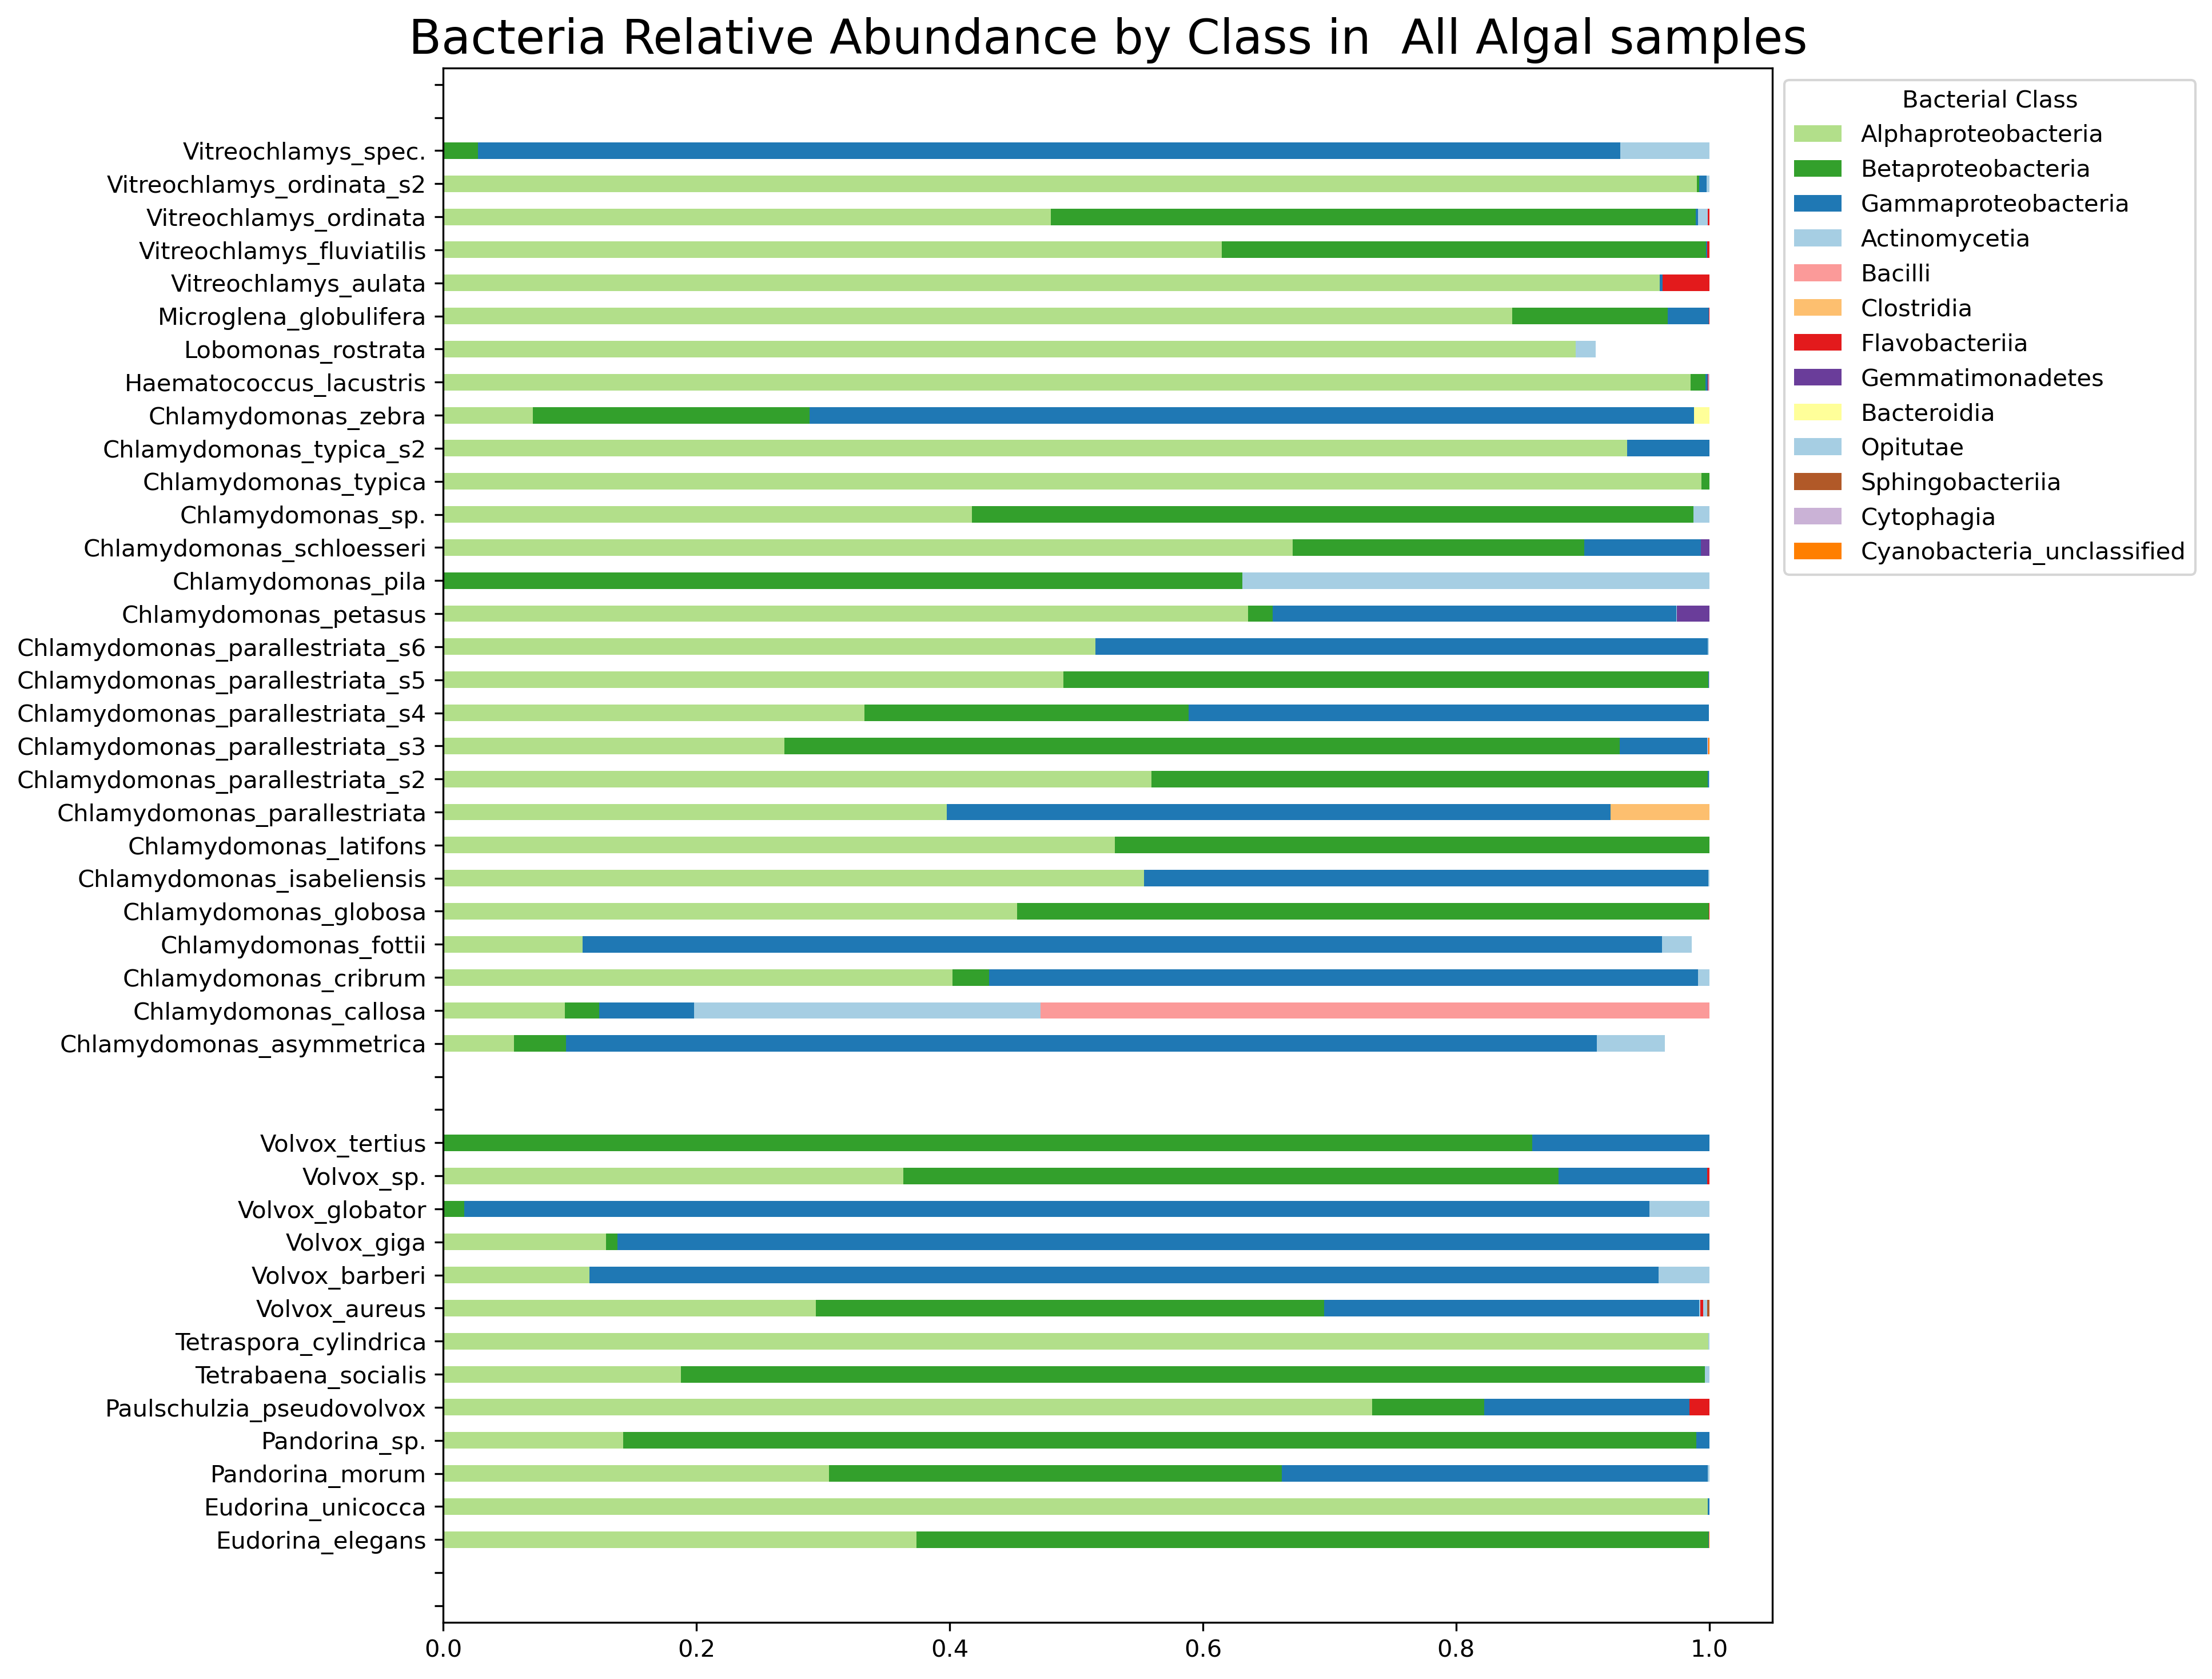 Bacteria Relative Abundance by Class in  All Algal samples
Bacterial Class
Alphaproteobacteria
Betaproteobacteria
Gammaproteobacteria
Actinomycetia
Bacilli
Clostridia
Flavobacteriia
Gemmatimonadetes
Bacteroidia
Opitutae
Sphingobacteriia
Cytophagia
Cyanobacteria_unclassified
Vitreochlamys_spec.
Vitreochlamys_ordinata_s2
Vitreochlamys_ordinata
Vitreochlamys_fluviatilis
Vitreochlamys_aulata
Microglena_globulifera
Lobomonas_rostrata
Haematococcus_lacustris
Chlamydomonas_zebra
Chlamydomonas_typica_s2
Chlamydomonas_typica
Chlamydomonas_sp.
Chlamydomonas_schloesseri
Chlamydomonas_pila
Chlamydomonas_petasus
Chlamydomonas_parallestriata_s6
Chlamydomonas_parallestriata_s5
Chlamydomonas_parallestriata_s4
Chlamydomonas_parallestriata_s3
Chlamydomonas_parallestriata_s2
Chlamydomonas_parallestriata
Chlamydomonas_latifons
Chlamydomonas_isabeliensis
Chlamydomonas_globosa
Chlamydomonas_fottii
Chlamydomonas_cribrum
Chlamydomonas_callosa
Chlamydomonas_asymmetrica
Volvox_tertius
Volvox_sp.
Volvox_globator
Volvox_giga
Volvox_barberi
Volvox_aureus
Tetraspora_cylindrica
Tetrabaena_socialis
Paulschulzia_pseudovolvox
Pandorina_sp.
Pandorina_morum
Eudorina_unicocca
Eudorina_elegans
0.0 0.2 0.4 0.6 0.8 1.0